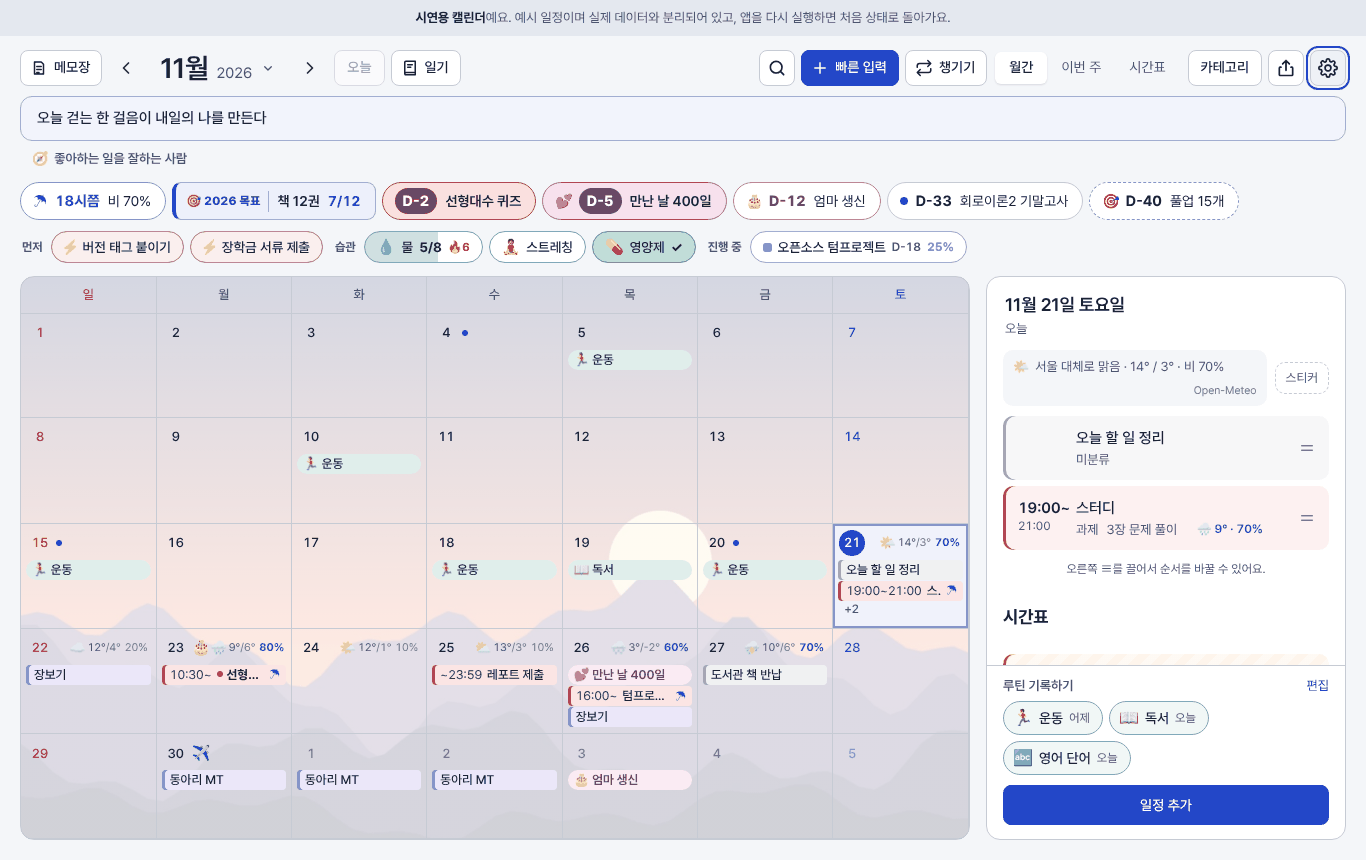 시연용 캘린더예요. 예시 일정이며 실제 데이터와 분리되어 있고, 앱을 다시 실행하면 처음 상태로 돌아가요.
메모장 11월 2026 오늘 일기 빠른 입력 챙기기 월간 이번 주 시간표 카테고리
오늘 걷는 한 걸음이 내일의 나를 만든다
좋아하는 일을 잘하는 사람
18시쯤 비 70% 2026 목표 책 12권 7/12 D-2 선형대수 퀴즈 D-5 만난 날 400일 D-12 엄마 생신 D-33 회로이론2 기말고사 D-40 풀업 15개
먼저 버전 태그 붙이기 장학금 서류 제출 습관 물 5/8 6 스트레칭 영양제 진행 중 오픈소스 텀프로젝트 D-18 25%
일 월 화 수 목 금 토
1 2 3 4 5 6 7
운동
8 9 10 11 12 13 14
운동
15 16 17 18 19 20 21 14°/3° 70%
운동 운동 독서 운동 오늘 할 일 정리
19:00~21:00 스.
+2
22 12°/4° 20% 23 9°/6° 80% 24 12°/1° 10% 25 13°/3° 10% 26 3°/-2° 60% 27 10°/6° 70% 28
장보기 10:30~ 선형... ~23:59 레포트 제출 만난 날 400일 도서관 책 반납
16:00~ 텀프로...
장보기
29 30 1 2 3 4 5
동아리 MT 동아리 MT 동아리 MT 엄마 생신
11월 21일 토요일
오늘
서울 대체로 맑음 · 14° / 3° · 비 70%
Open-Meteo
스티커
오늘 할 일 정리
미분류
19:00~ 스터디
21:00 과제 3장 문제 풀이 9° · 70%
오른쪽 ≡를 끌어서 순서를 바꿀 수 있어요.
시간표
루틴 기록하기 편집
운동 어제 독서 오늘
abc 영어 단어 오늘
일정 추가